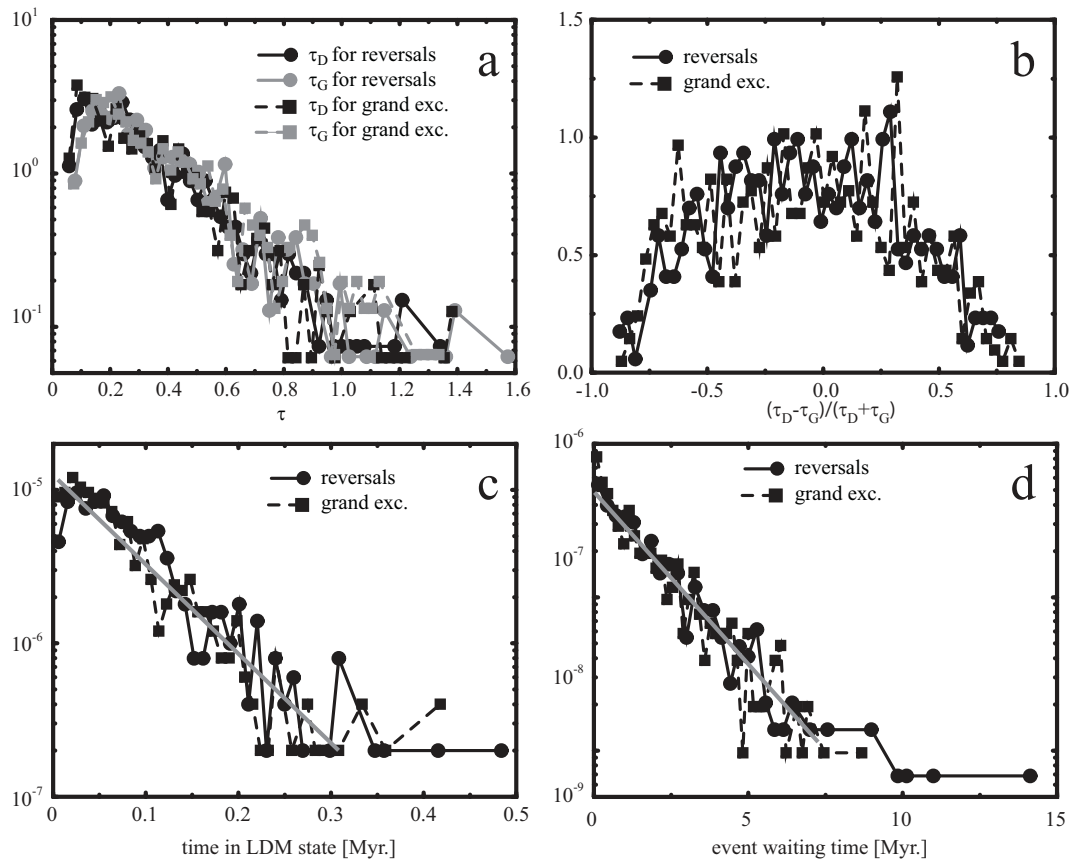 10^1
10^0
10^-1
0 0.2 0.4 0.6 0.8 1.0 1.2 1.4 1.6
τ
a
τ_D for reversals
τ_G for reversals
τ_D for grand exc.
τ_G for grand exc.
1.5
1.0
0.5
0.0
-1.0 -0.5 0.0 0.5 1.0
(τ_D-τ_G)/(τ_D+τ_G)
b
reversals
grand exc.
10^-5
10^-6
10^-7
0 0.1 0.2 0.3 0.4 0.5
time in LDM state [Myr.]
c
reversals
grand exc.
10^-6
10^-7
10^-8
10^-9
0 5 10 15
event waiting time [Myr.]
d
reversals
grand exc.